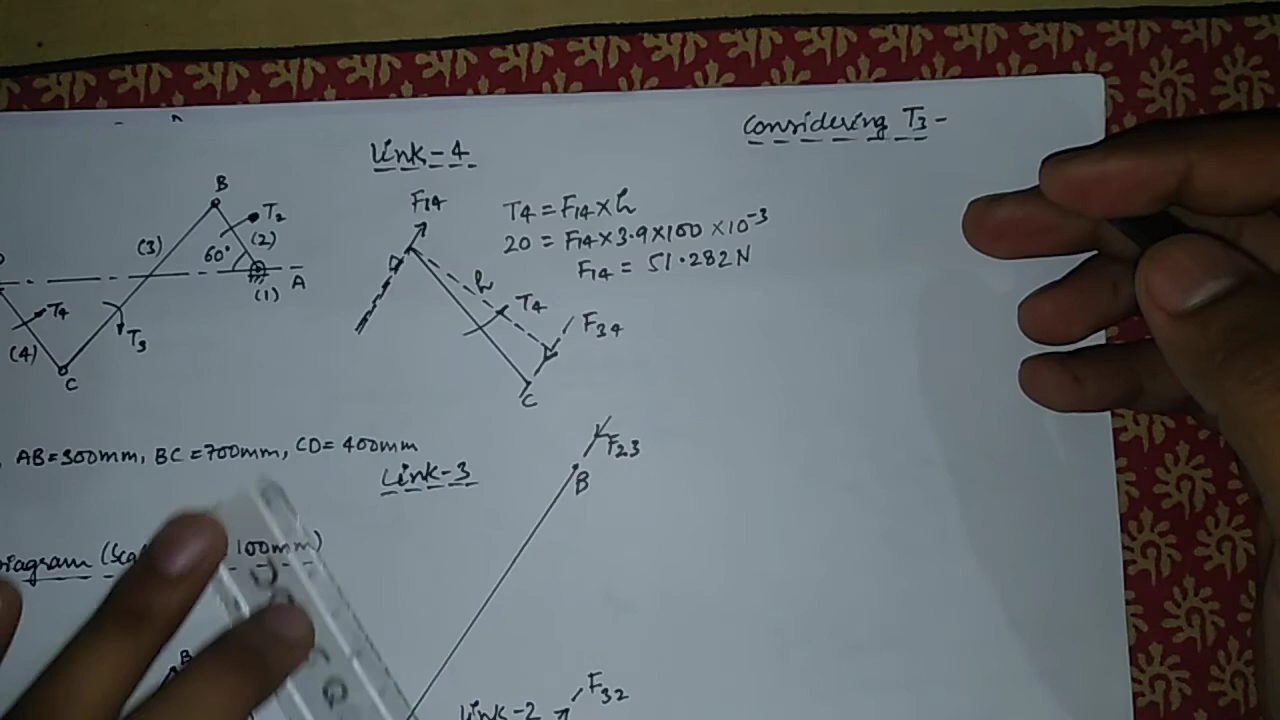 Considering T3 -
Link-4
B
F14
T2
T4 = F14 × h
(3)
(2)
60°
20 = F14 × 3.9 × 100 × 10-3
A
F14 = 51.282 N
(1)
h
T4
T4
F34
T3
(4)
C
C
AB=300mm, BC =700mm, CD= 400mm
F23
Link-3
B
100mm)
B
F32
Link-2